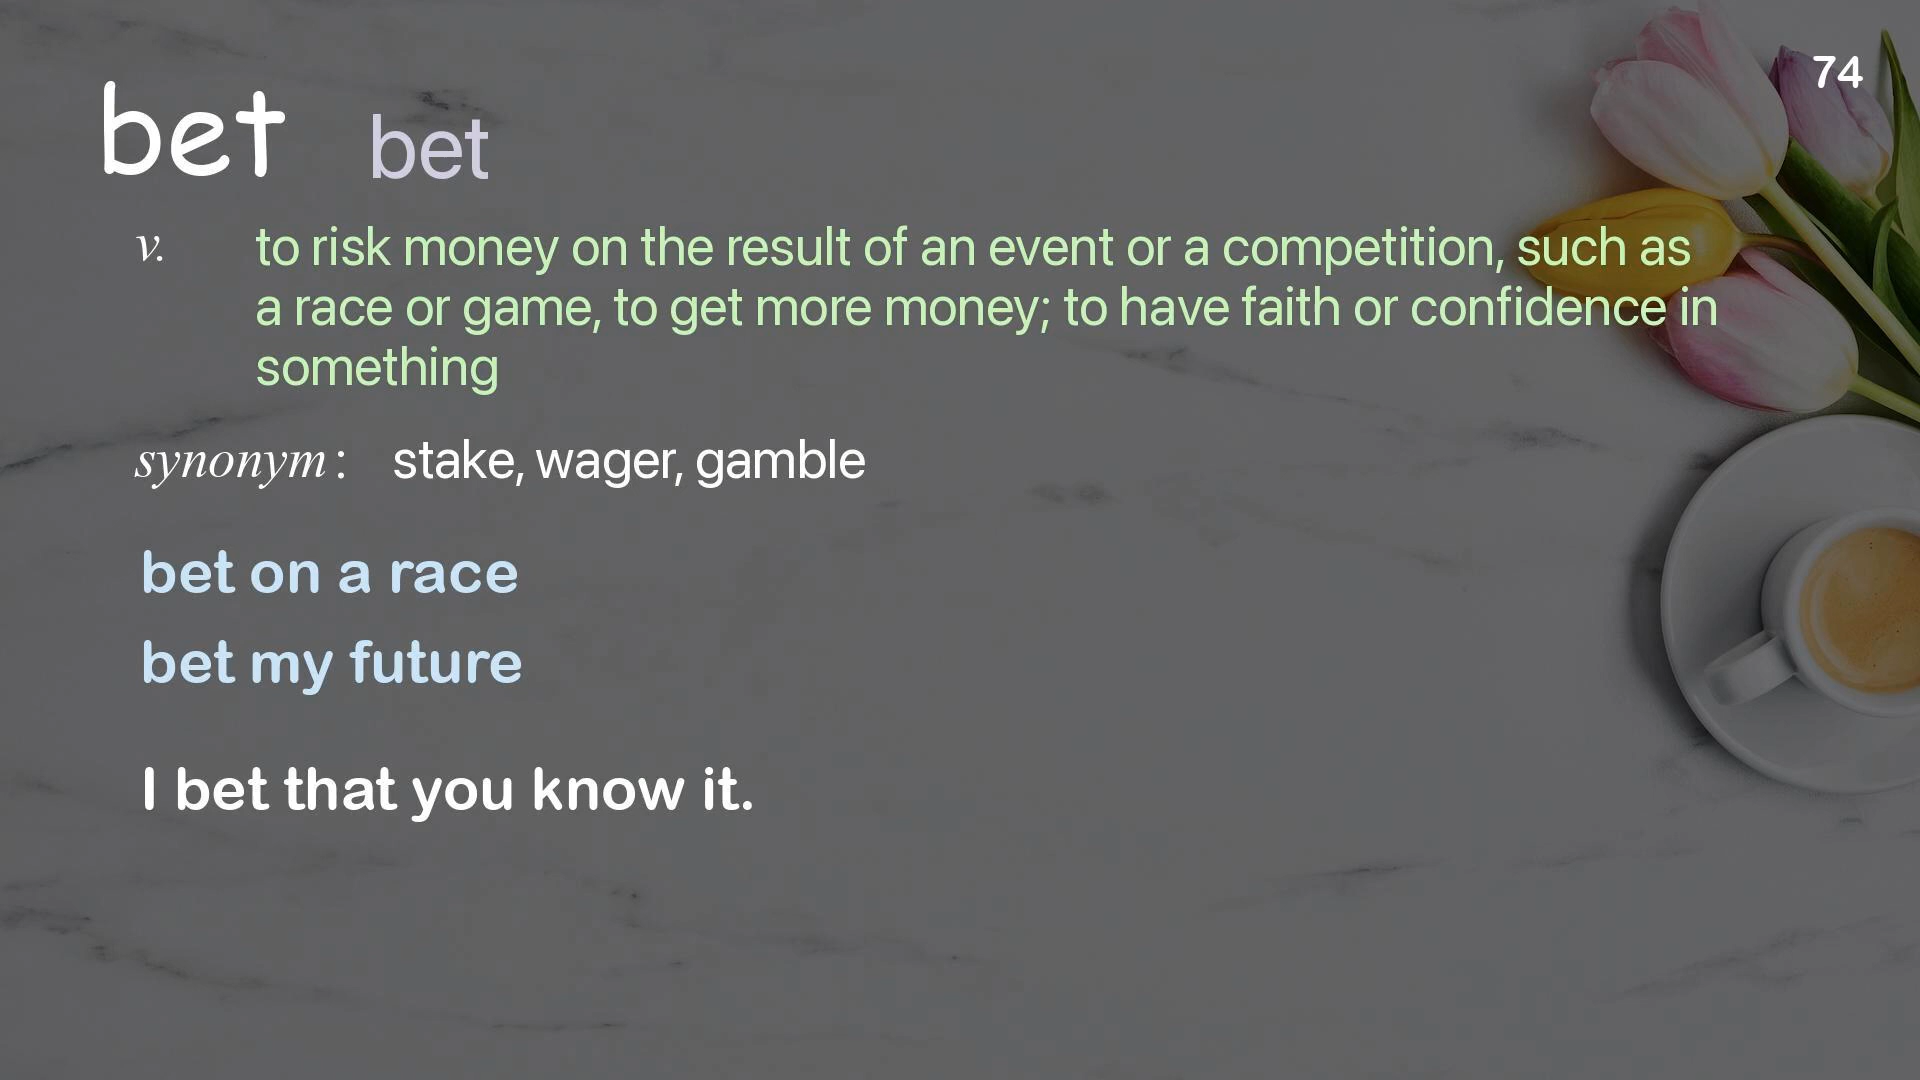 74
bet bet
v. to risk money on the result of an event or a competition, such as
a race or game, to get more money; to have faith or confidence in
something
synonym: stake, wager, gamble
bet on a race
bet my future
I bet that you know it.